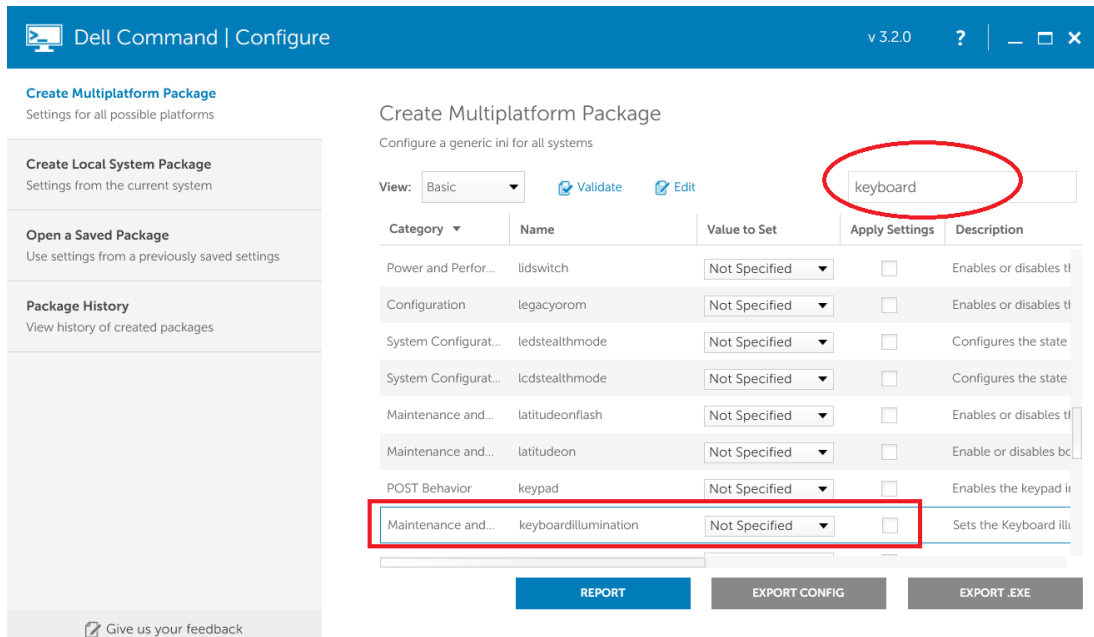 Dell Command | Configure
v 3.2.0
?
Create Multiplatform Package
Settings for all possible platforms
Create Local System Package
Settings from the current system
Open a Saved Package
Use settings from a previously saved settings
Package History
View history of created packages
Give us your feedback
Create Multiplatform Package
Configure a generic ini for all systems
View: Basic Validate Edit keyboard
Category Name Value to Set Apply Settings Description
Power and Perfor... lidswitch Not Specified Enables or disables
Configuration legacyorom Not Specified Enables or disables
System Configurat... ledstealthmode Not Specified Configures the state
System Configurat... lcdstealthmode Not Specified Configures the state
Maintenance and... latitudeonflash Not Specified Enables or disables
Maintenance and... latitudeon Not Specified Enable or disables
POST Behavior keypad Not Specified Enables the keypad
Maintenance and... keyboardillumination Not Specified Sets the Keyboard
REPORT EXPORT CONFIG EXPORT .EXE